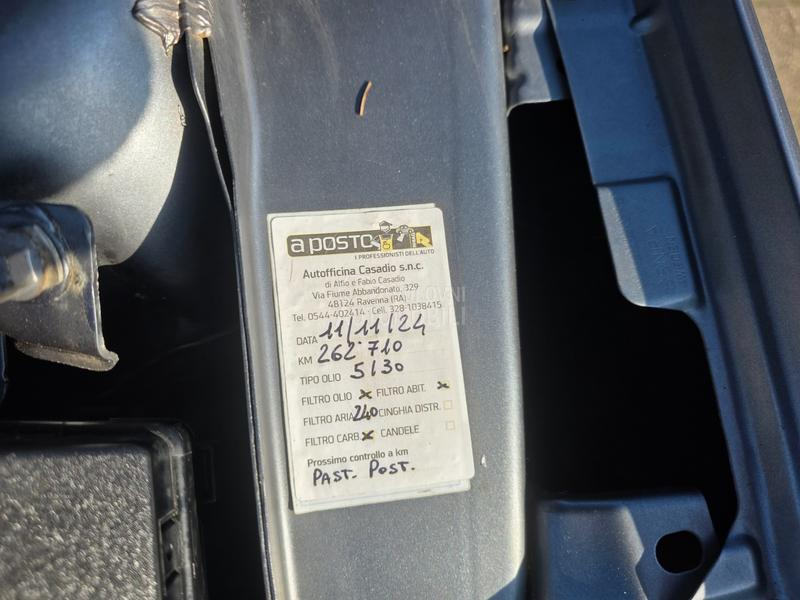 a posto
I PROFESSIONISTI DELL'AUTO
Autofficina Casadio s.n.c.
di Alfio e Fabio Casadio
Via Fiume Abbandonato, 329
48124 Ravenna (RA)
Tel. 0544-402414 - Cell. 328-1038415
DATA 11/11/24
KM 262.710
TIPO OLIO 5/30
FILTRO OLIO x FILTRO ABIT. x
FILTRO ARIA 240 CINGHIA DISTR.
FILTRO CARB. x CANDELE
Prossimo controllo a km
PAST. POST.